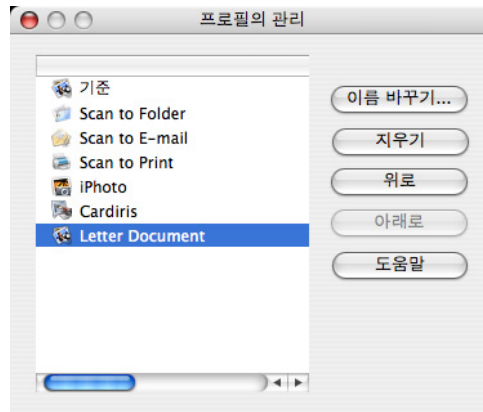 프로필의 관리
기준
Scan to Folder
Scan to E-mail
Scan to Print
iPhoto
Cardiris
Letter Document
이름 바꾸기...
지우기
위로
아래로
도움말